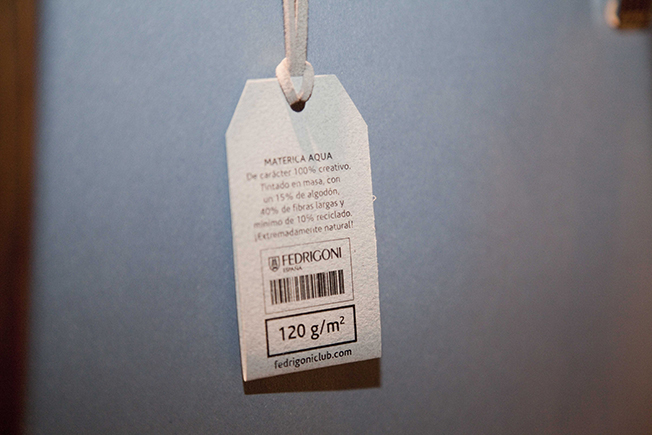 MATERICA AQUA
De carácter 100% creativo.
Tintado en masa, con
un 15% de algodón,
40% de fibras largas y
mínimo de 10% reciclado.
¡Extremadamente natural!
FEDRIGONI
ESPAÑA
120 g/m²
fedrigoniclub.com